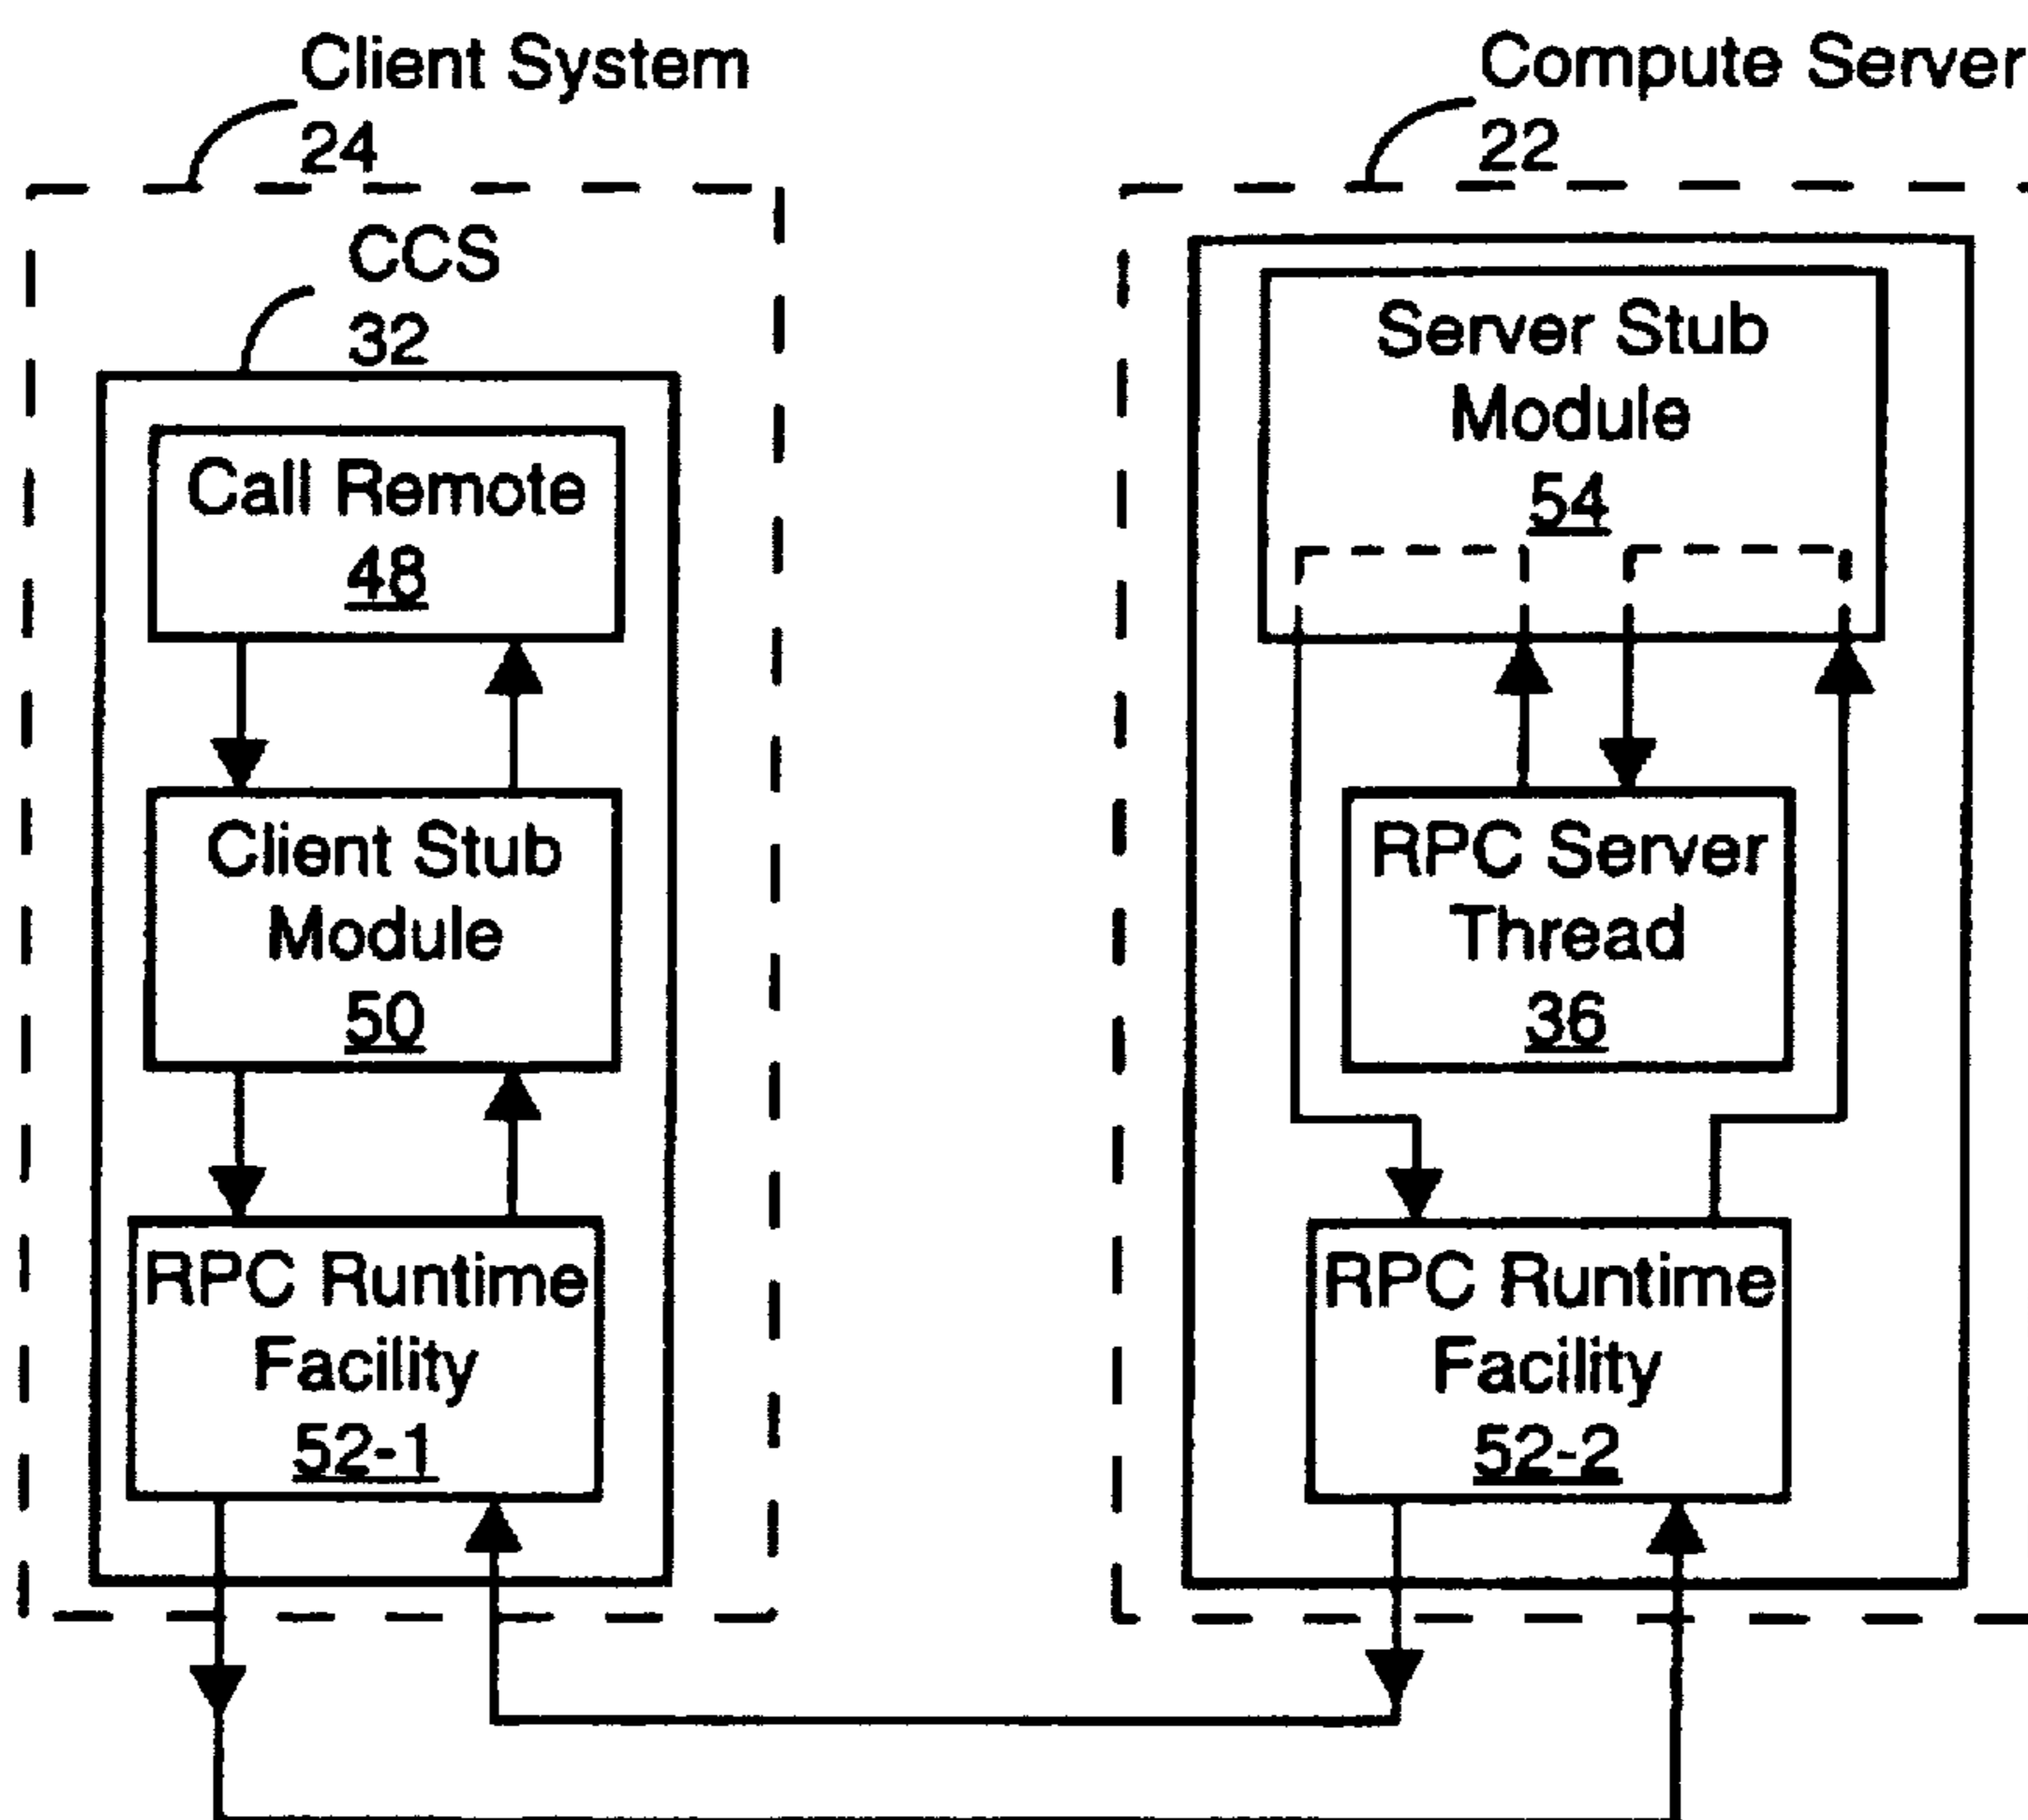 Client System
24
CCS
32
Call Remote
48
Client Stub
Module
50
RPC Runtime
Facility
52-1
Compute Server
22
Server Stub
Module
54
RPC Server
Thread
36
RPC Runtime
Facility
52-2